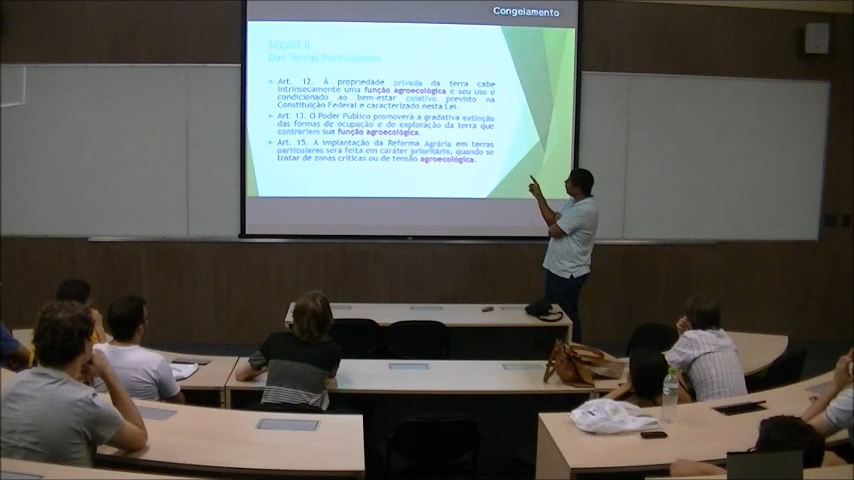 Congelamento
SEÇÃO II
Das Terras Particulares
Art. 12. A propriedade privada da terra cabe
intrinsecamente uma função agroecológica e seu uso é
condicionado ao bem-estar coletivo previsto na
Constituição Federal e caracterizado nesta Lei.
Art. 13. O Poder Público promoverá a gradativa extinção
das formas de ocupação e de exploração da terra que
contrariem sua função agroecológica.
Art. 15. A implantação da Reforma Agrária em terras
particulares será feita em caráter prioritário, quando se
tratar de zonas críticas ou de tensão agroecológica.